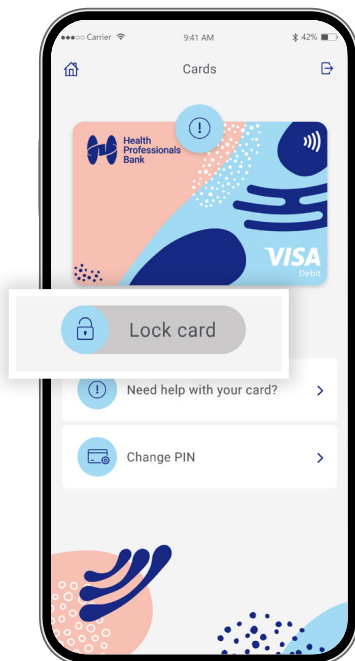 Carrier 9:41 AM 42%
Cards
Health
Professionals
Bank
VISA
Debit
Lock card
Need help with your card?
Change PIN